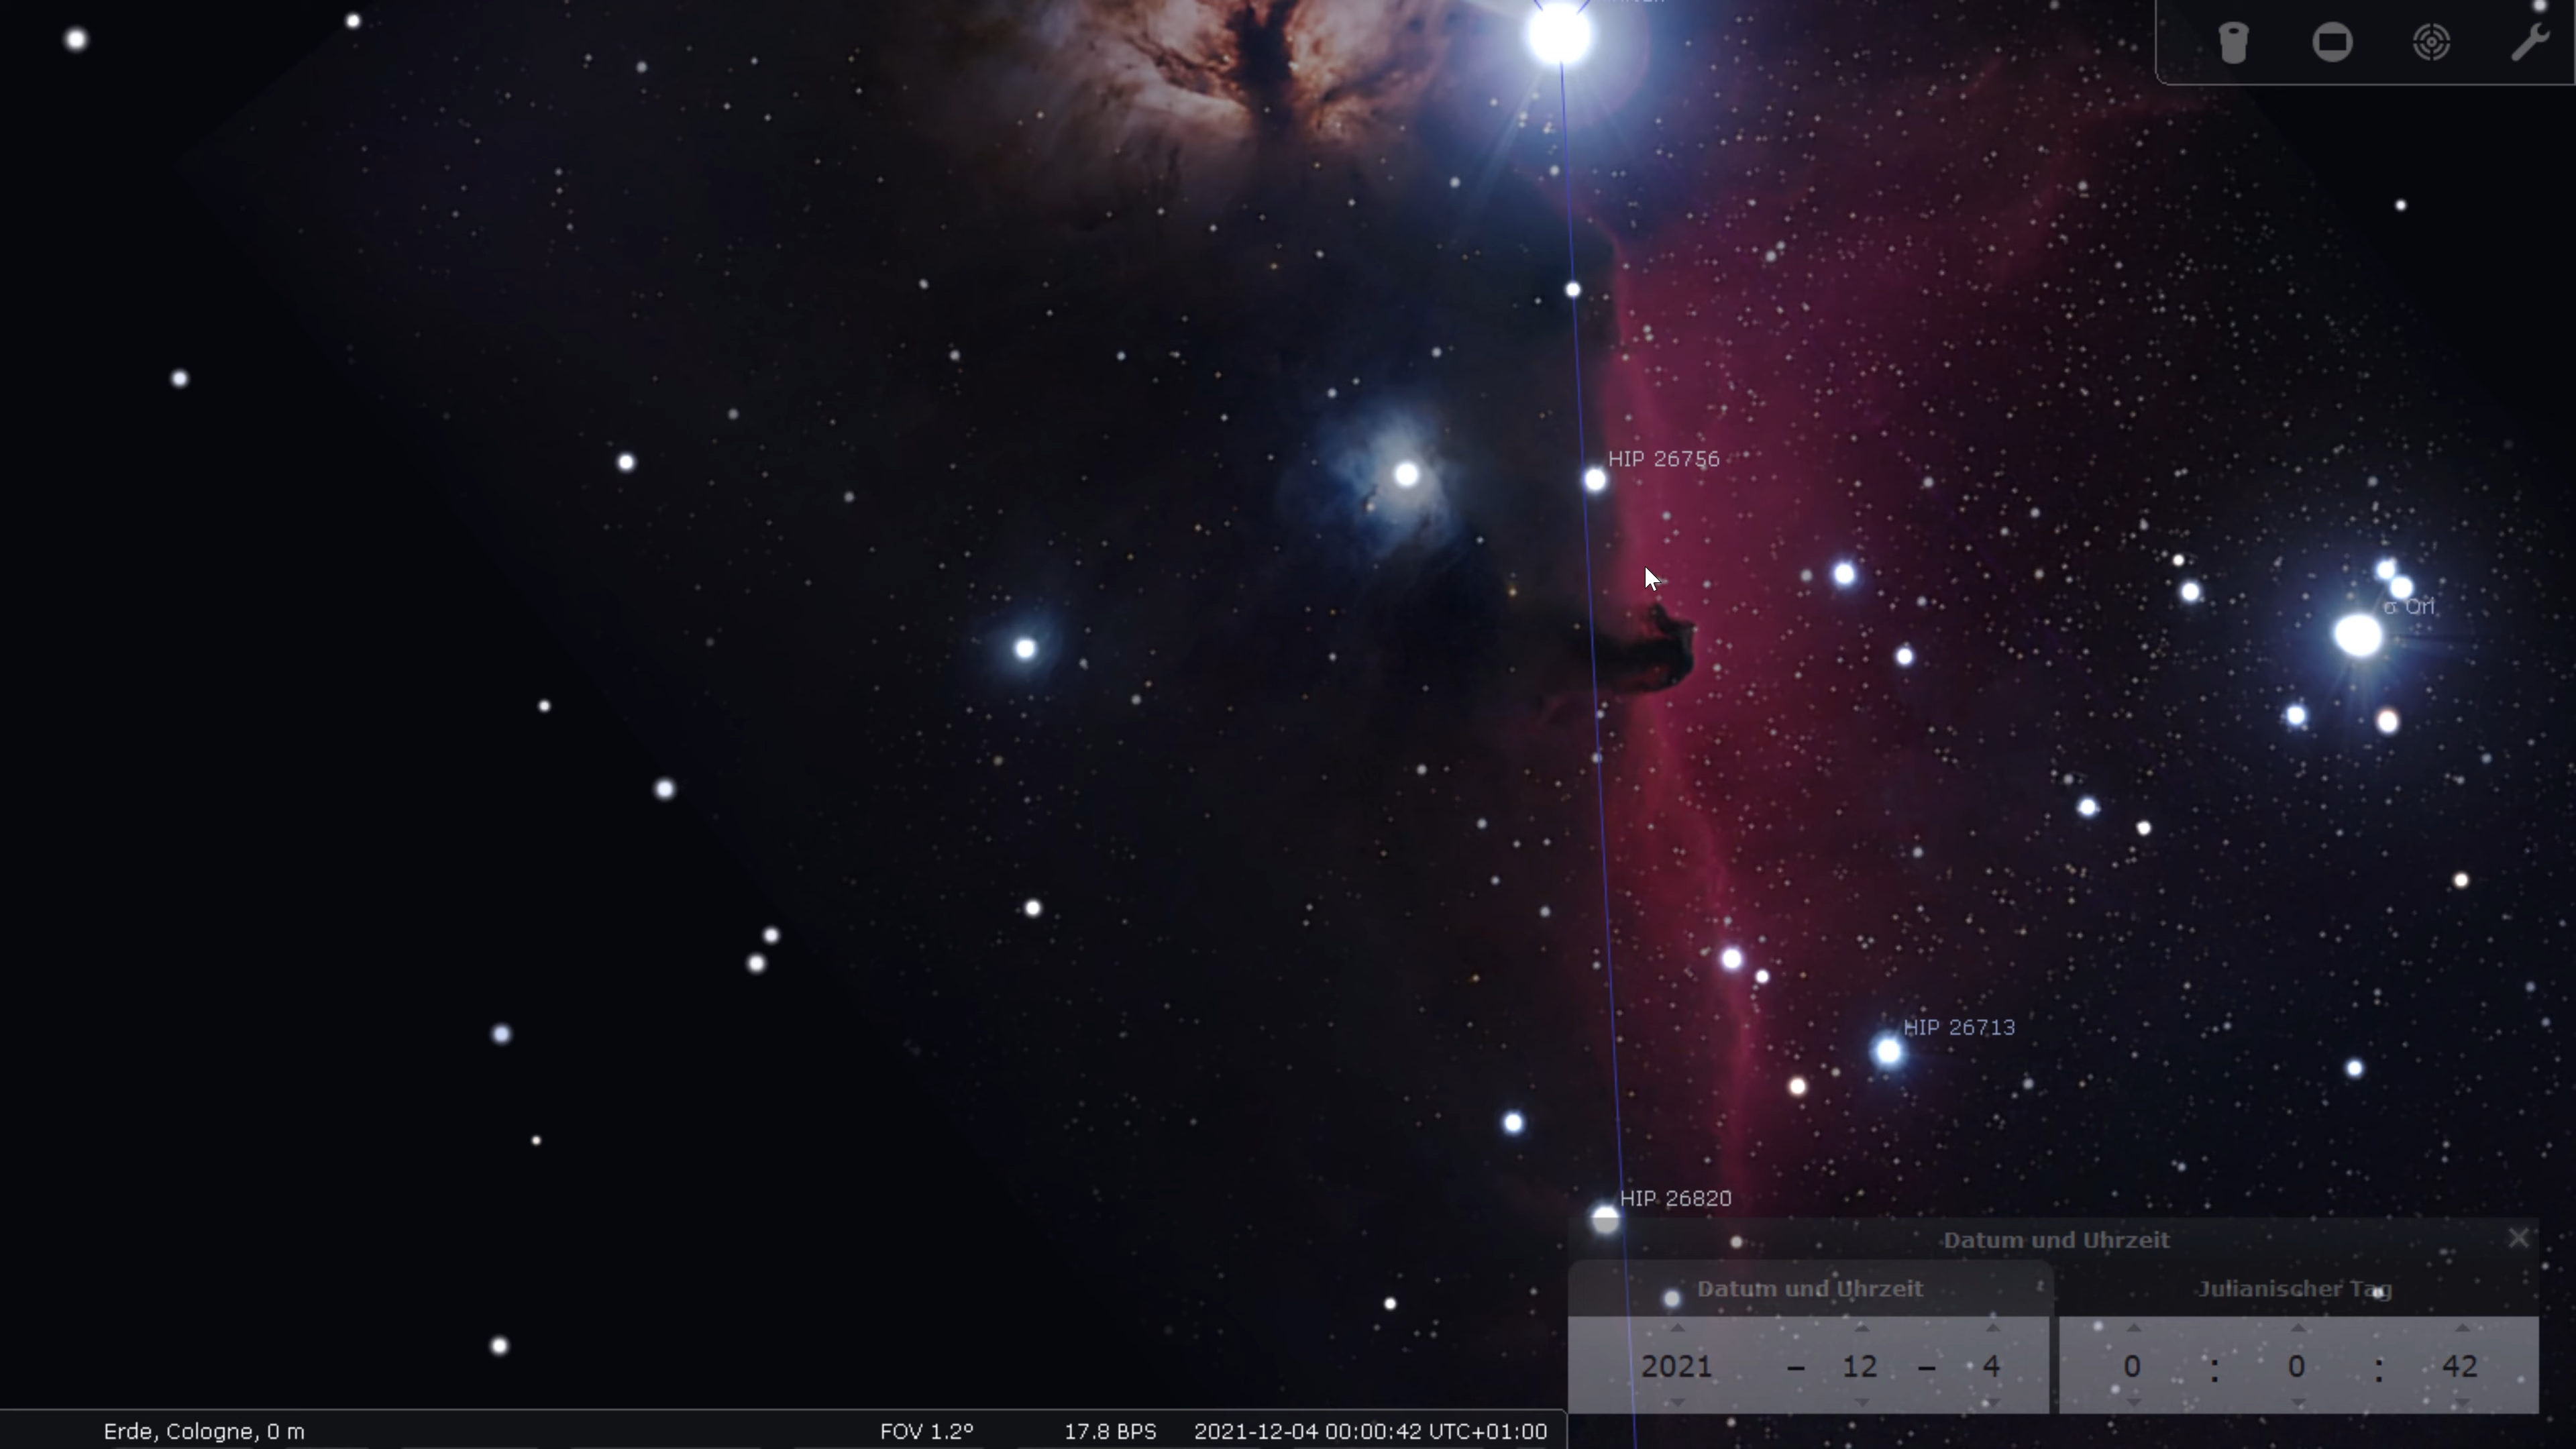 HIP 26756
σ Ori
HIP 26713
HIP 26820
Datum und Uhrzeit
Datum und Uhrzeit
Julianischer Tag
2021 - 12 - 4
0 : 0 : 42
Erde, Cologne, 0 m
FOV 1.2°
17.8 BPS
2021-12-04 00:00:42 UTC+01:00